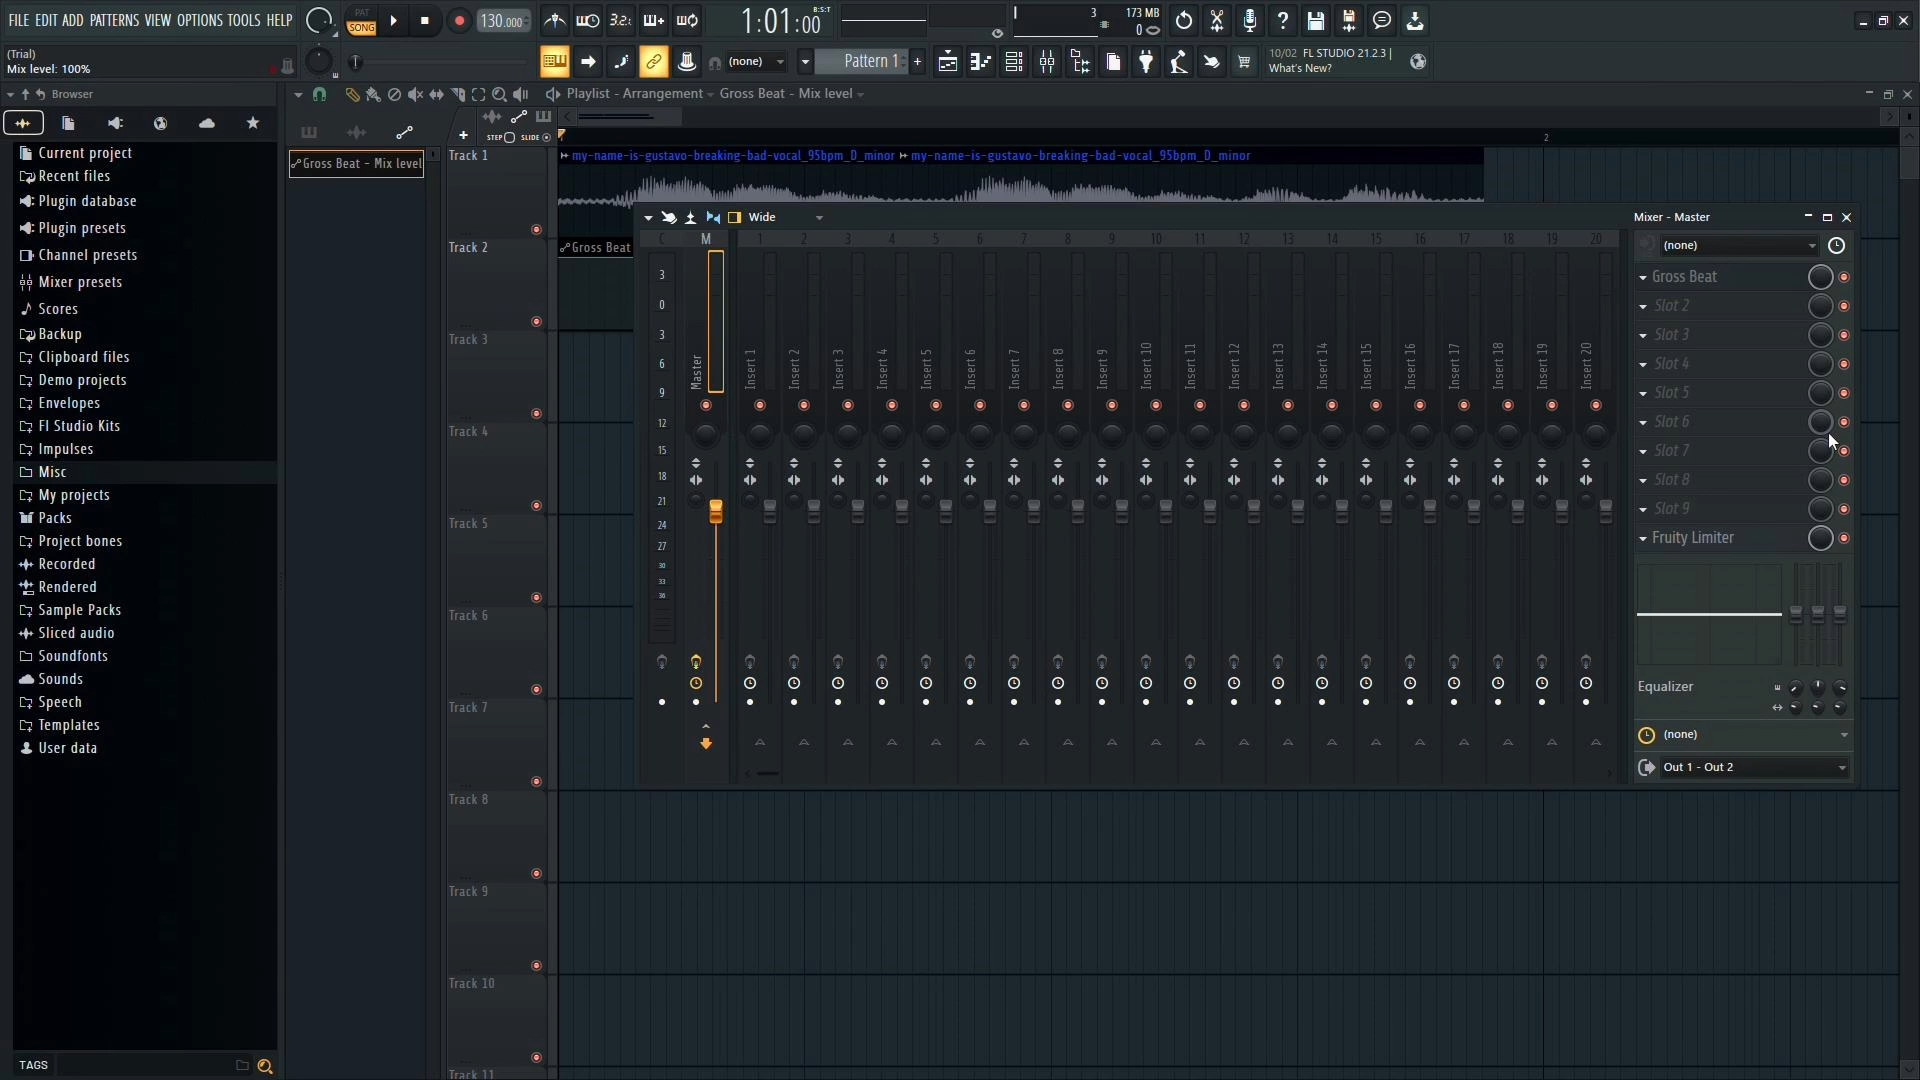 FILE EDIT ADD PATTERNS VIEW OPTIONS TOOLS HELP
PAT
SONG
130.000
3.2.
1:01:00
B:S:T
3
173 MB
0
(Trial)
Mix level: 100%
(none)
Pattern 1
+
10/02 FL STUDIO 21.2.3 |
What's New?
Browser
Playlist - Arrangement
Gross Beat - Mix level
STEP
SLIDE
2
Current project
Recent files
Plugin database
Plugin presets
Channel presets
Mixer presets
Scores
Backup
Clipboard files
Demo projects
Envelopes
Fl Studio Kits
Impulses
Misc
My projects
Packs
Project bones
Recorded
Rendered
Sample Packs
Sliced audio
Soundfonts
Sounds
Speech
Templates
User data
TAGS
Gross Beat - Mix level
Track 1
Track 2
Track 3
Track 4
Track 5
Track 6
Track 7
Track 8
Track 9
Track 10
Track 11
my-name-is-gustavo-breaking-bad-vocal_95bpm_D_minor
my-name-is-gustavo-breaking-bad-vocal_95bpm_D_minor
Gross Beat
Wide
C M 1 2 3 4 5 6 7 8 9 10 11 12 13 14 15 16 17 18 19 20
3
0
3
6
9
12
15
18
21
24
27
30
33
36
Master
Insert 1
Insert 2
Insert 3
Insert 4
Insert 5
Insert 6
Insert 7
Insert 8
Insert 9
Insert 10
Insert 11
Insert 12
Insert 13
Insert 14
Insert 15
Insert 16
Insert 17
Insert 18
Insert 19
Insert 20
Mixer - Master
(none)
Gross Beat
Slot 2
Slot 3
Slot 4
Slot 5
Slot 6
Slot 7
Slot 8
Slot 9
Fruity Limiter
Equalizer
(none)
Out 1 - Out 2